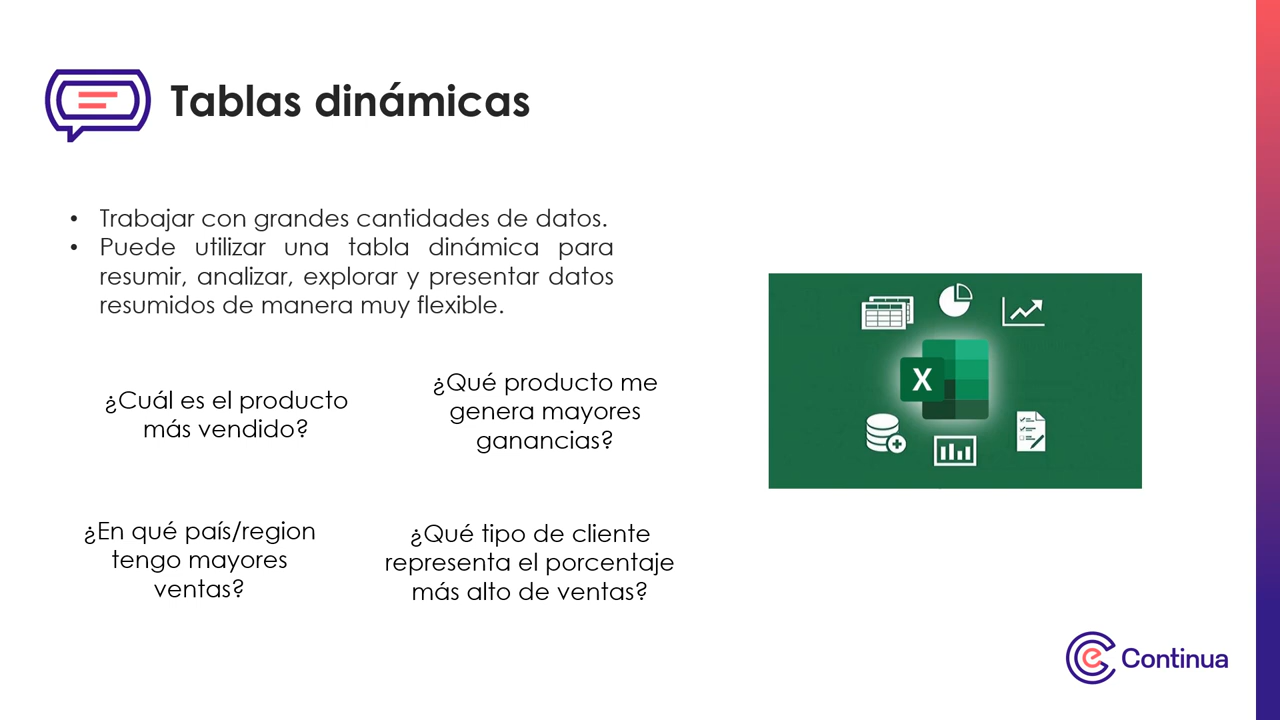 Tablas dinámicas
• Trabajar con grandes cantidades de datos.
• Puede utilizar una tabla dinámica para
resumir, analizar, explorar y presentar datos
resumidos de manera muy flexible.
¿Cuál es el producto
más vendido?
¿Qué producto me
genera mayores
ganancias?
¿En qué país/region
tengo mayores
ventas?
¿Qué tipo de cliente
representa el porcentaje
más alto de ventas?
X
e Continua